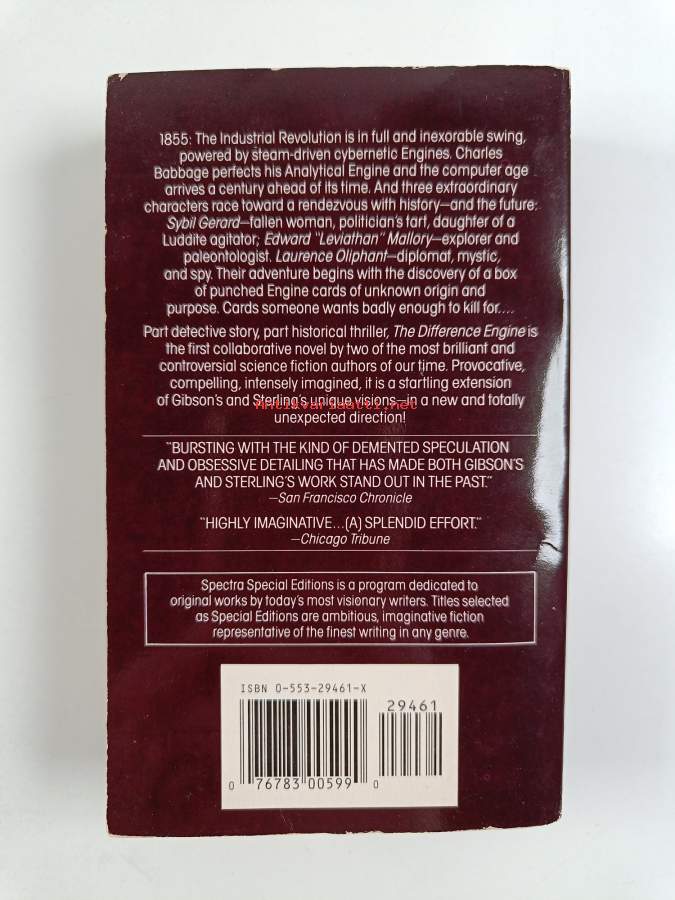 1855: The Industrial Revolution is in full and inexorable swing,
powered by steam-driven cybernetic Engines. Charles
Babbage perfects his Analytical Engine and the computer age
arrives a century ahead of its time. And three extraordinary
characters race toward a rendezvous with history—and the future:
Sybil Gerard—fallen woman, politician's tart, daughter of a
Luddite agitator; Edward "Leviathan" Mallory—explorer and
paleontologist. Laurence Oliphant—diplomat, mystic,
and spy. Their adventure begins with the discovery of a box
of punched Engine cards of unknown origin and
purpose. Cards someone wants badly enough to kill for....
Part detective story, part historical thriller, The Difference Engine is
the first collaborative novel by two of the most brilliant and
controversial science fiction authors of our time. Provocative,
compelling, intensely imagined, it is a startling extension
of Gibson's and Sterling's unique visions—in a new and totally
Antikvariaatti.net
unexpected direction!
"BURSTING WITH THE KIND OF DEMENTED SPECULATION
AND OBSESSIVE DETAILING THAT HAS MADE BOTH GIBSON'S
AND STERLING'S WORK STAND OUT IN THE PAST."
—San Francisco Chronicle
"HIGHLY IMAGINATIVE...(A) SPLENDID EFFORT."
—Chicago Tribune
Spectra Special Editions is a program dedicated to
original works by today's most visionary writers. Titles selected
as Special Editions are ambitious, imaginative fiction
representative of the finest writing in any genre.
ISBN 0-553-29461-X
29461
0 76783 00599 0